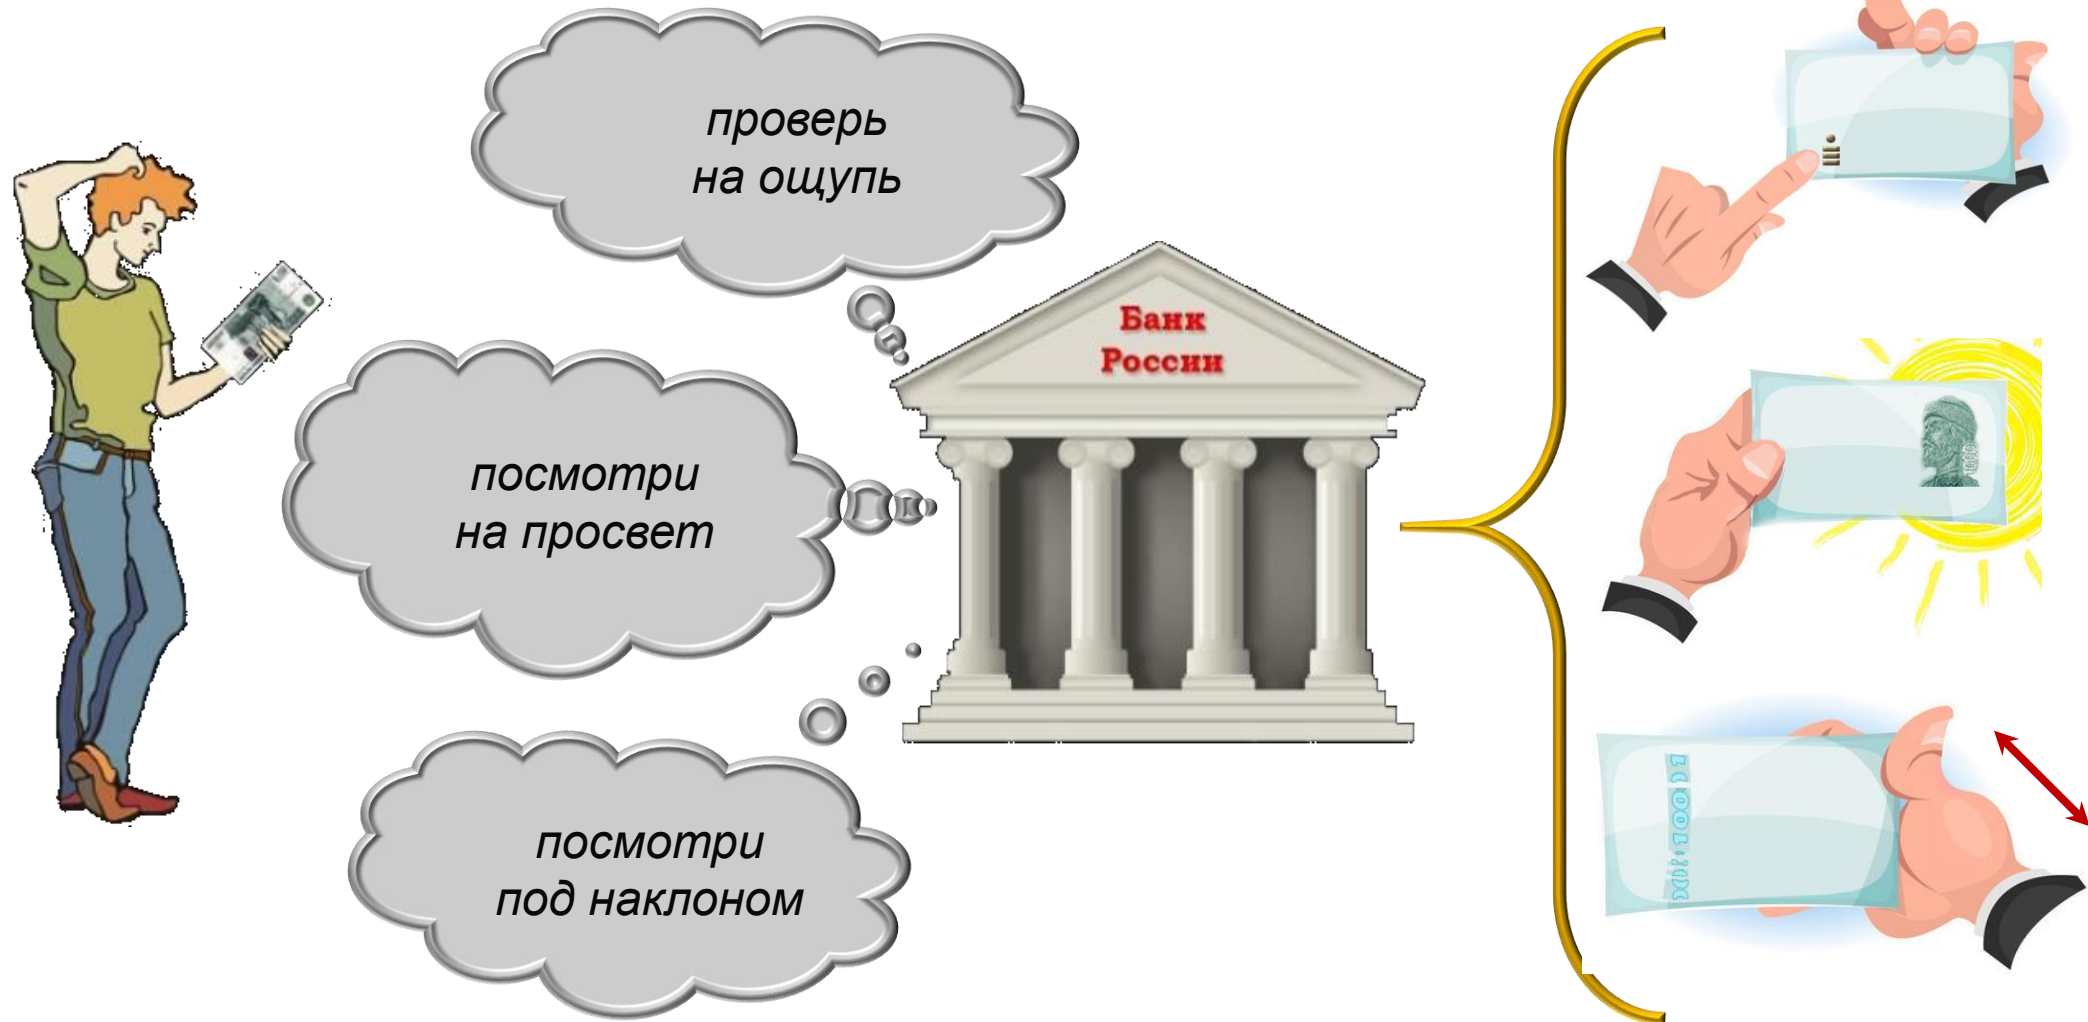 проверь
на ощупь
Банк
России
посмотри
на просвет
посмотри
под наклоном